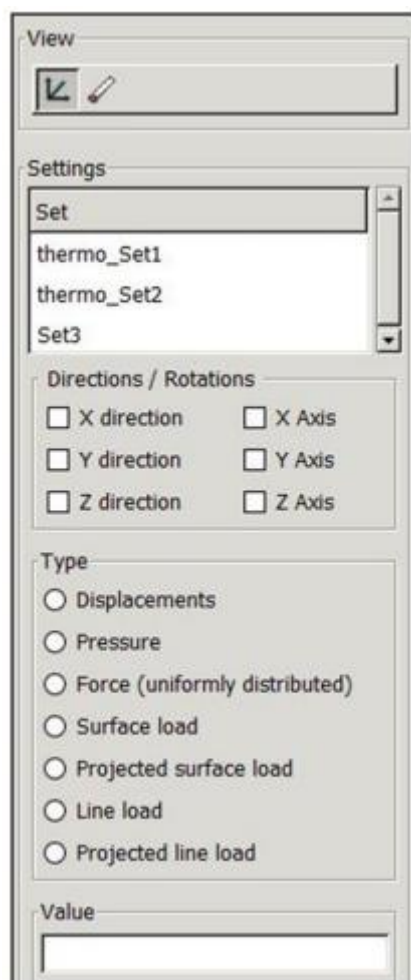 View
Settings
Set
thermo_Set1
thermo_Set2
Set3
Directions / Rotations
X direction X Axis
Y direction Y Axis
Z direction Z Axis
Type
Displacements
Pressure
Force (uniformly distributed)
Surface load
Projected surface load
Line load
Projected line load
Value